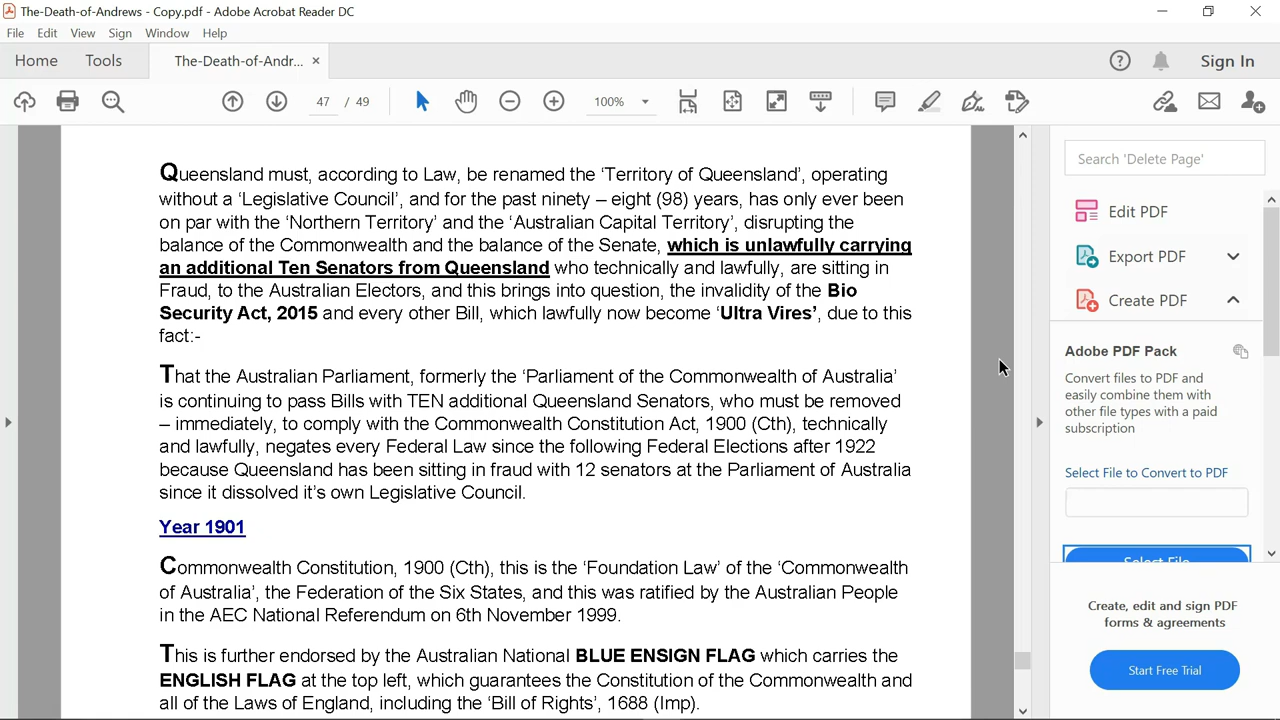 The-Death-of-Andrews - Copy.pdf - Adobe Acrobat Reader DC
File Edit View Sign Window Help
Home Tools The-Death-of-Andr... × Sign In
47 / 49 100%
Queensland must, according to Law, be renamed the ‘Territory of Queensland’, operating
without a ‘Legislative Council’, and for the past ninety – eight (98) years, has only ever been
on par with the ‘Northern Territory’ and the ‘Australian Capital Territory’, disrupting the
balance of the Commonwealth and the balance of the Senate, which is unlawfully carrying
an additional Ten Senators from Queensland who technically and lawfully, are sitting in
Fraud, to the Australian Electors, and this brings into question, the invalidity of the Bio
Security Act, 2015 and every other Bill, which lawfully now become ‘Ultra Vires’, due to this
fact:-
That the Australian Parliament, formerly the ‘Parliament of the Commonwealth of Australia’
is continuing to pass Bills with TEN additional Queensland Senators, who must be removed
– immediately, to comply with the Commonwealth Constitution Act, 1900 (Cth), technically
and lawfully, negates every Federal Law since the following Federal Elections after 1922
because Queensland has been sitting in fraud with 12 senators at the Parliament of Australia
since it dissolved it’s own Legislative Council.
Year 1901
Commonwealth Constitution, 1900 (Cth), this is the ‘Foundation Law’ of the ‘Commonwealth
of Australia’, the Federation of the Six States, and this was ratified by the Australian People
in the AEC National Referendum on 6th November 1999.
This is further endorsed by the Australian National BLUE ENSIGN FLAG which carries the
ENGLISH FLAG at the top left, which guarantees the Constitution of the Commonwealth and
all of the Laws of England, including the ‘Bill of Rights’, 1688 (Imp).
Search 'Delete Page'
Edit PDF
Export PDF
Create PDF
Adobe PDF Pack
Convert files to PDF and
easily combine them with
other file types with a paid
subscription
Select File to Convert to PDF
Select File
Create, edit and sign PDF
forms & agreements
Start Free Trial